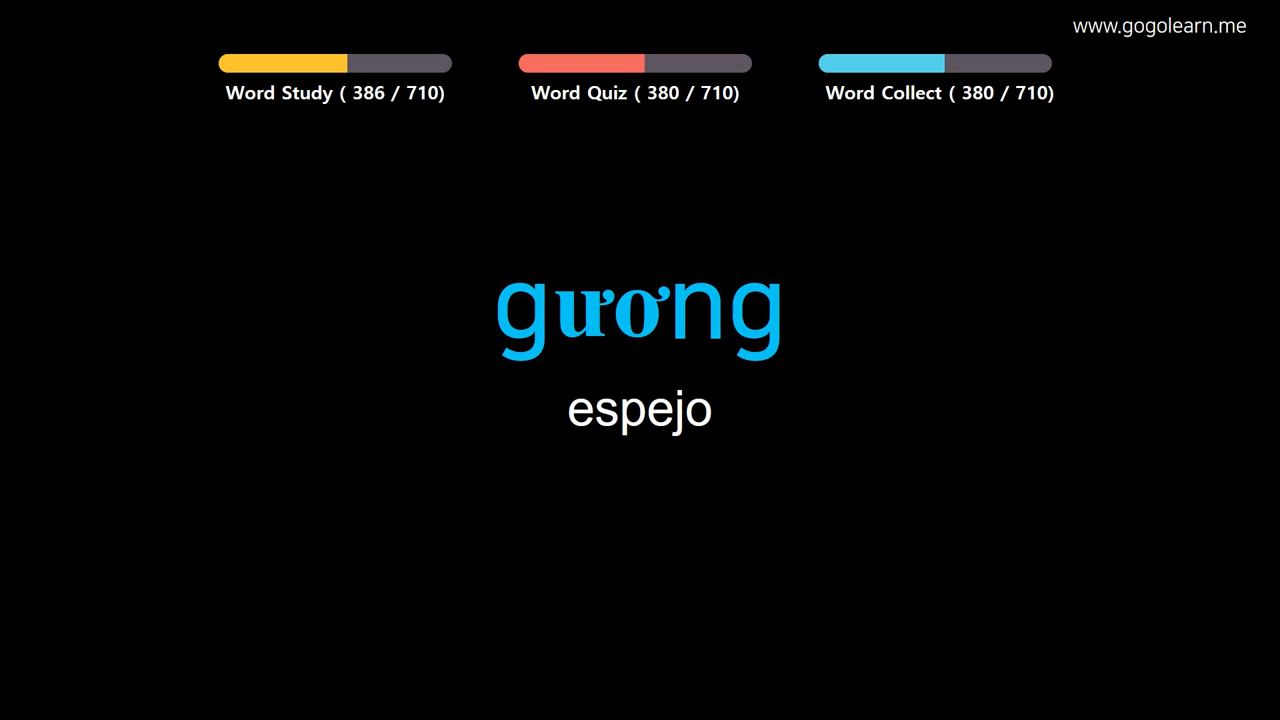 www.gogolearn.me
Word Study ( 386 / 710)
Word Quiz ( 380 / 710)
Word Collect ( 380 / 710)
gương
espejo